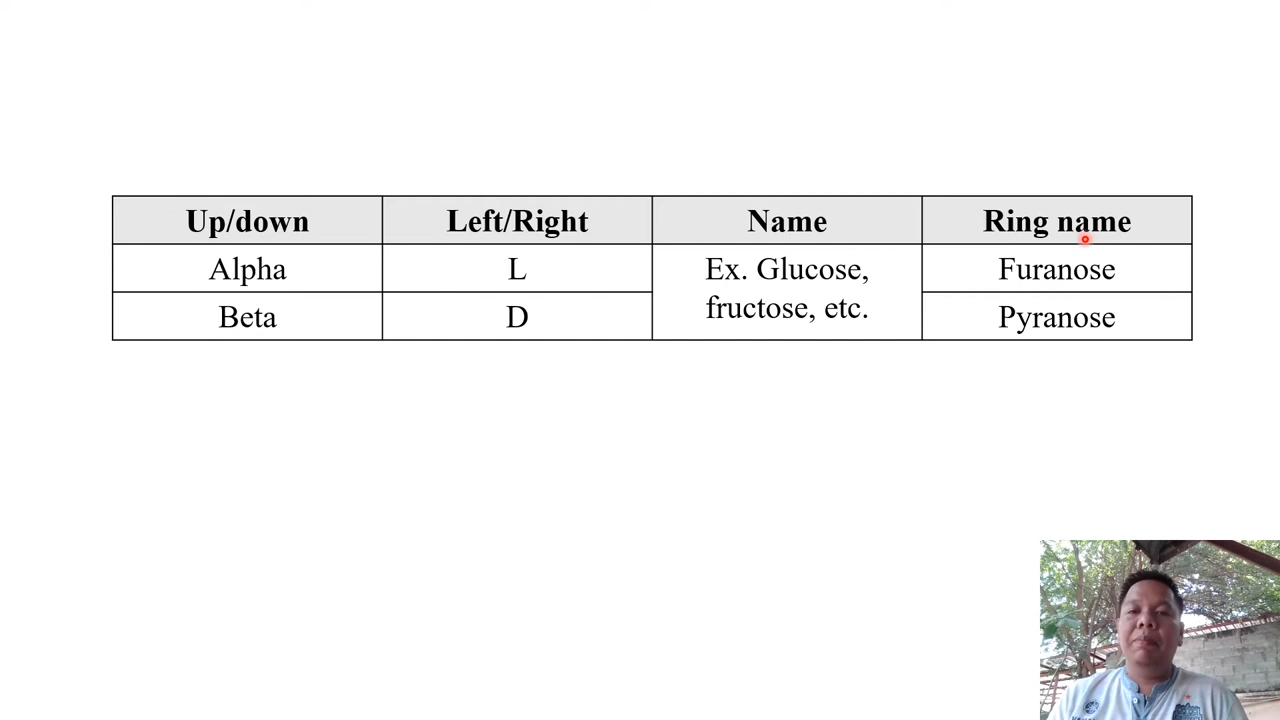 Up/down Left/Right Name Ring name
Alpha L Ex. Glucose, Furanose
fructose, etc.
Beta D Pyranose